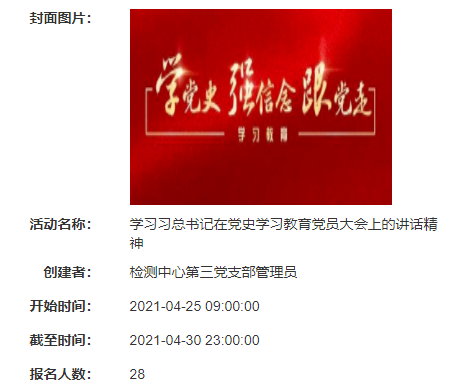 封面图片：
学党史 强信念 跟党走
学习教育
活动名称： 学习习总书记在党史学习教育党员大会上的讲话精
神
创建者： 检测中心第三党支部管理员
开始时间： 2021-04-25 09:00:00
截至时间： 2021-04-30 23:00:00
报名人数： 28